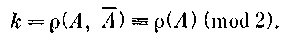 k = ρ(A, A̅) ≡ ρ(A) (mod 2).